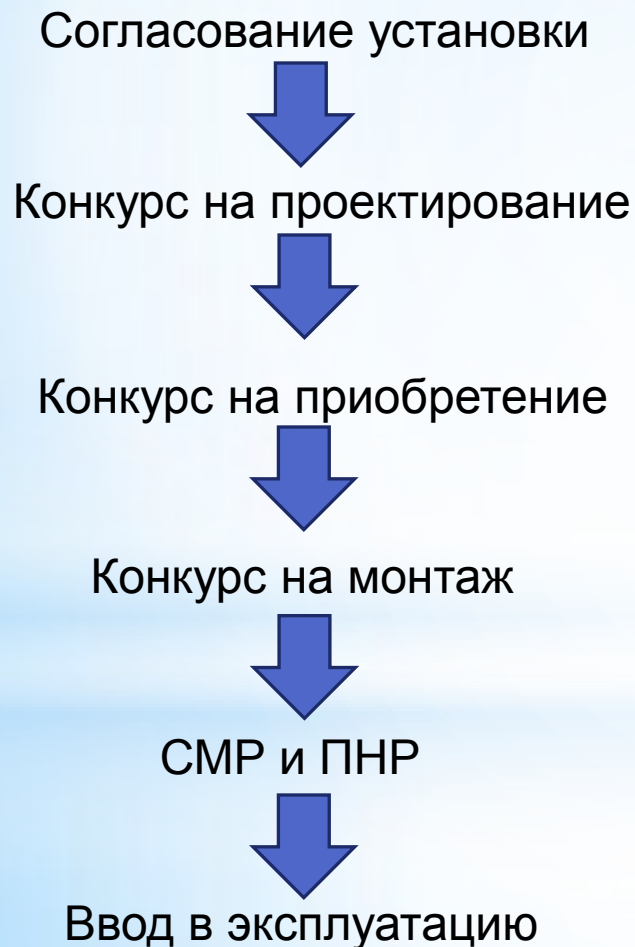 Согласование установки
Конкурс на проектирование
Конкурс на приобретение
Конкурс на монтаж
СМР и ПНР
Ввод в эксплуатацию